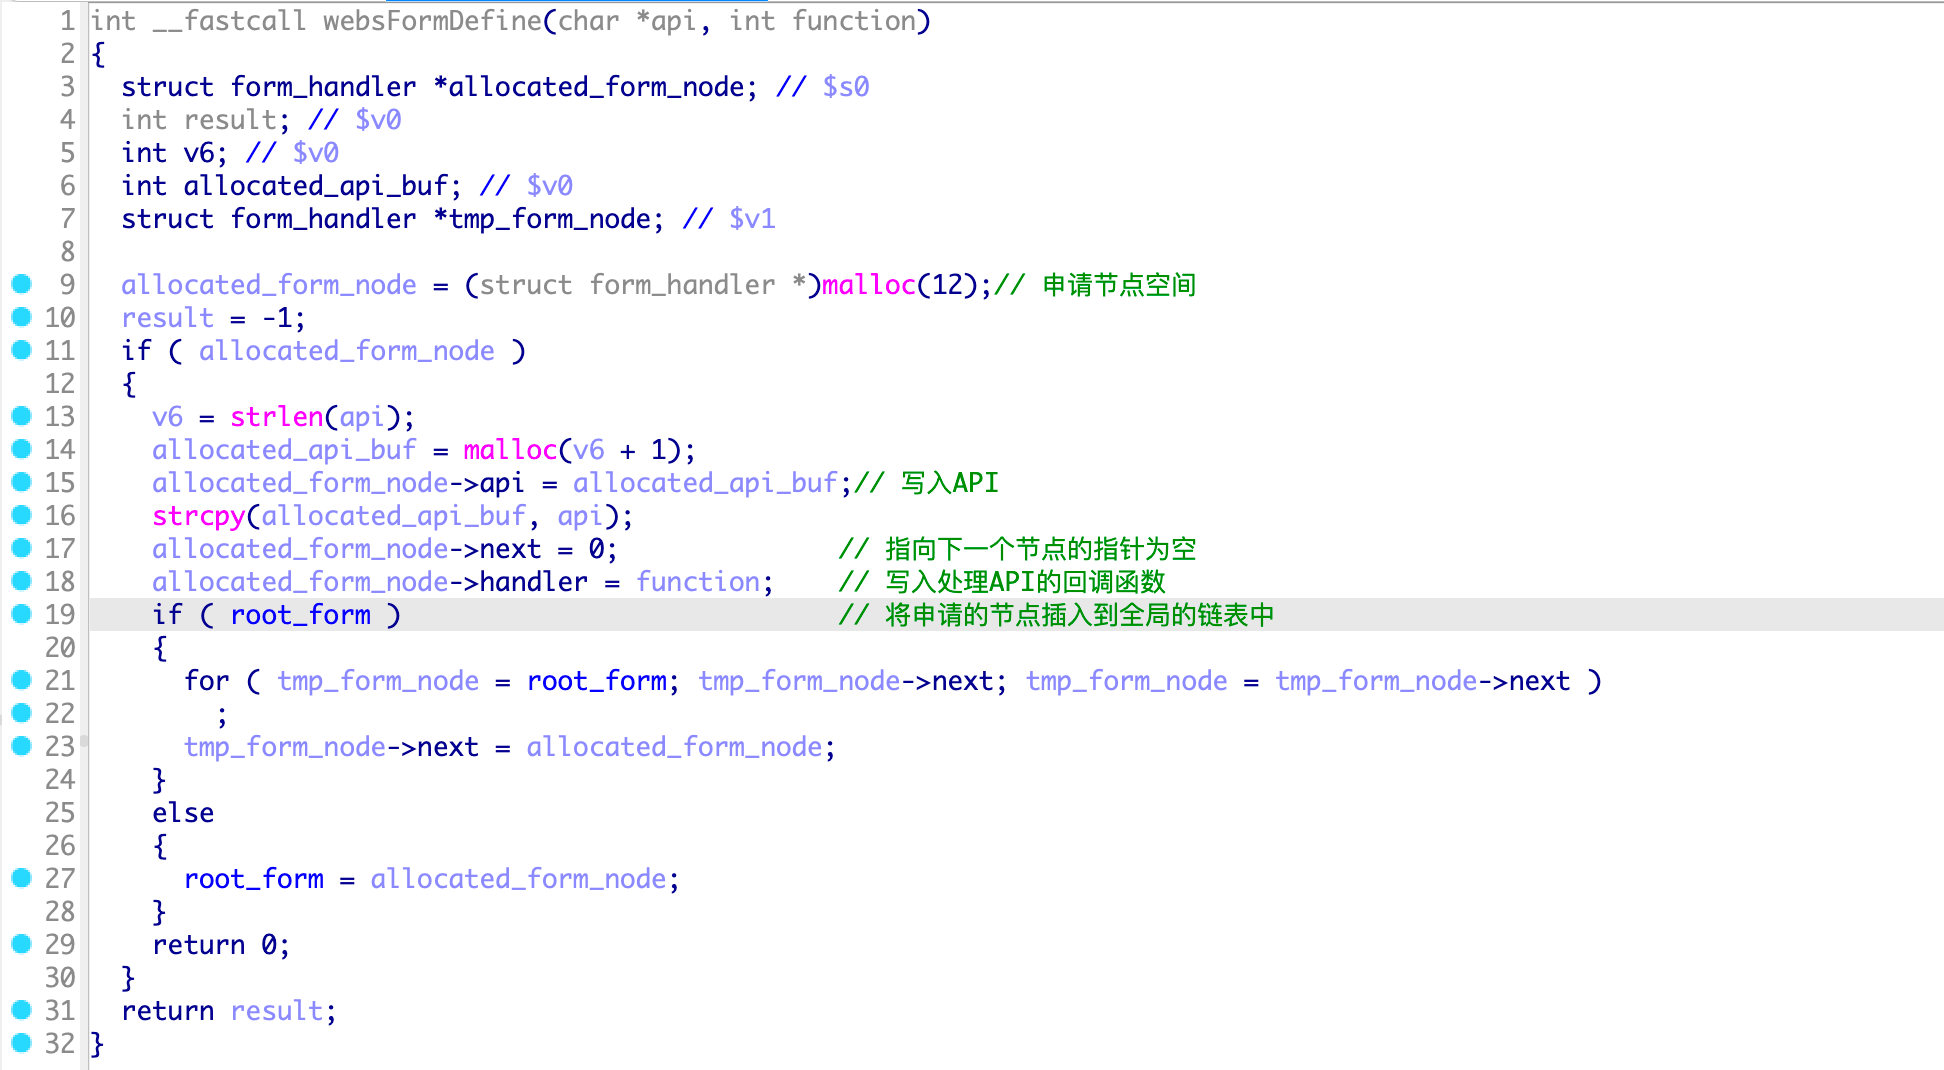 1 int __fastcall websFormDefine(char *api, int function)
2 {
3   struct form_handler *allocated_form_node; // $s0
4   int result; // $v0
5   int v6; // $v0
6   int allocated_api_buf; // $v0
7   struct form_handler *tmp_form_node; // $v1
8
9   allocated_form_node = (struct form_handler *)malloc(12);// 申请节点空间
10   result = -1;
11   if ( allocated_form_node )
12   {
13     v6 = strlen(api);
14     allocated_api_buf = malloc(v6 + 1);
15     allocated_form_node->api = allocated_api_buf;// 写入API
16     strcpy(allocated_api_buf, api);
17     allocated_form_node->next = 0;              // 指向下一个节点的指针为空
18     allocated_form_node->handler = function;    // 写入处理API的回调函数
19     if ( root_form )                            // 将申请的节点插入到全局的链表中
20     {
21       for ( tmp_form_node = root_form; tmp_form_node->next; tmp_form_node = tmp_form_node->next )
22         ;
23       tmp_form_node->next = allocated_form_node;
24     }
25     else
26     {
27       root_form = allocated_form_node;
28     }
29     return 0;
30   }
31   return result;
32 }